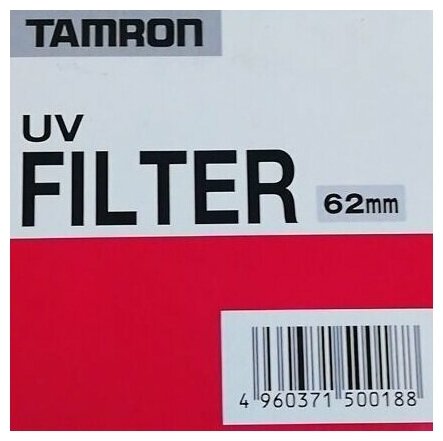 TAMRON
UV
FILTER
62mm
4 960371 500188